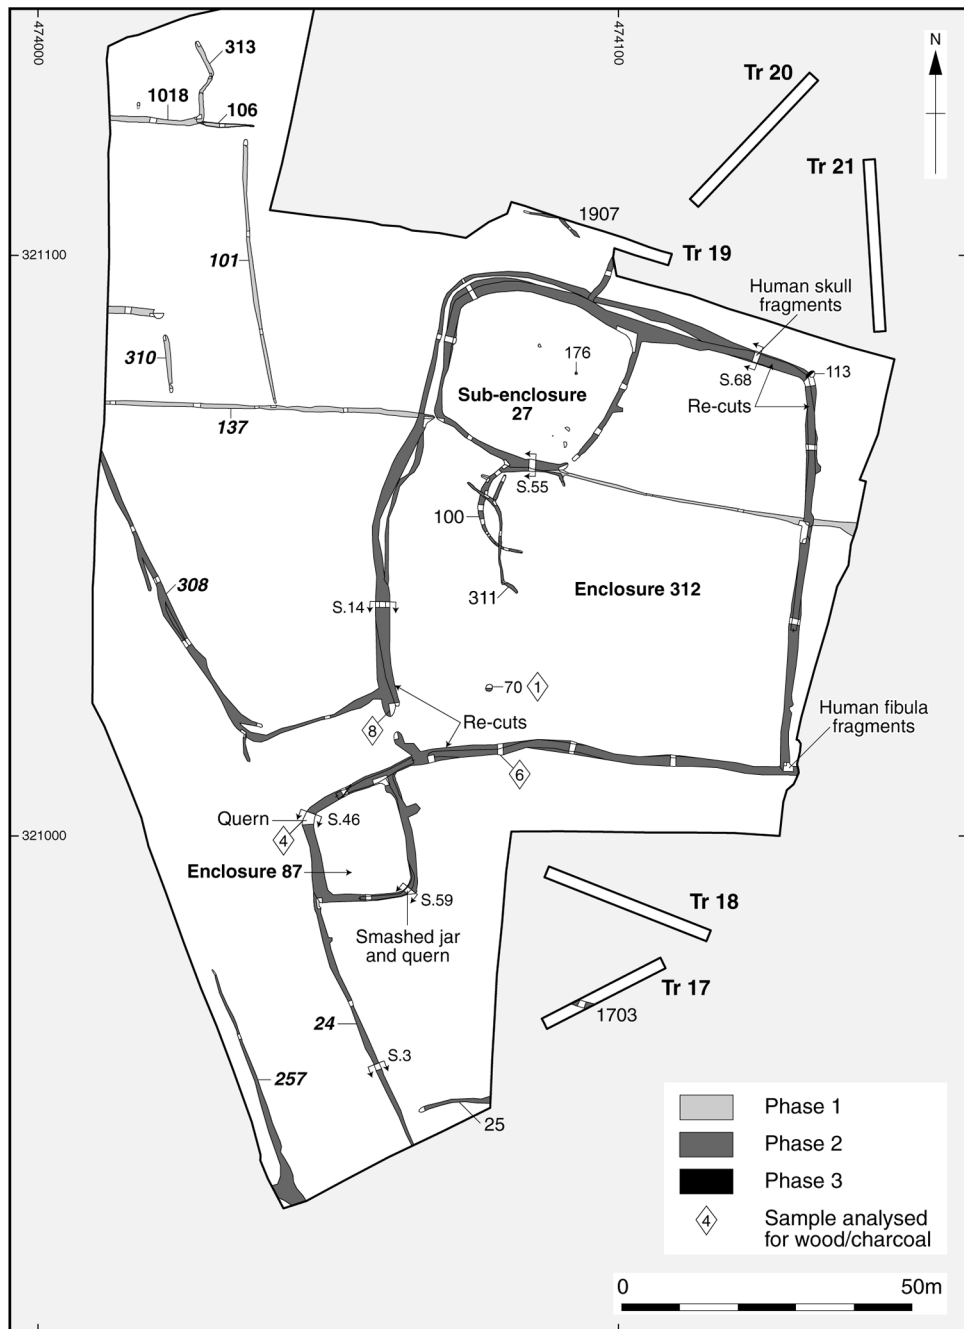 474000
474100
N
313
1018
106
Tr 20
Tr 21
1907
321100
Tr 19
101
Human skull
fragments
310
176
113
S.68
Sub-enclosure
27
Re-cuts
137
S.55
100
308
311
Enclosure 312
S.14
70
1
Human fibula
fragments
8
Re-cuts
6
Quern
S.46
321000
4
Enclosure 87
S.59
Tr 18
Smashed jar
and quern
Tr 17
24
1703
S.3
257
25
Phase 1
Phase 2
Phase 3
4
Sample analysed
for wood/charcoal
0
50m